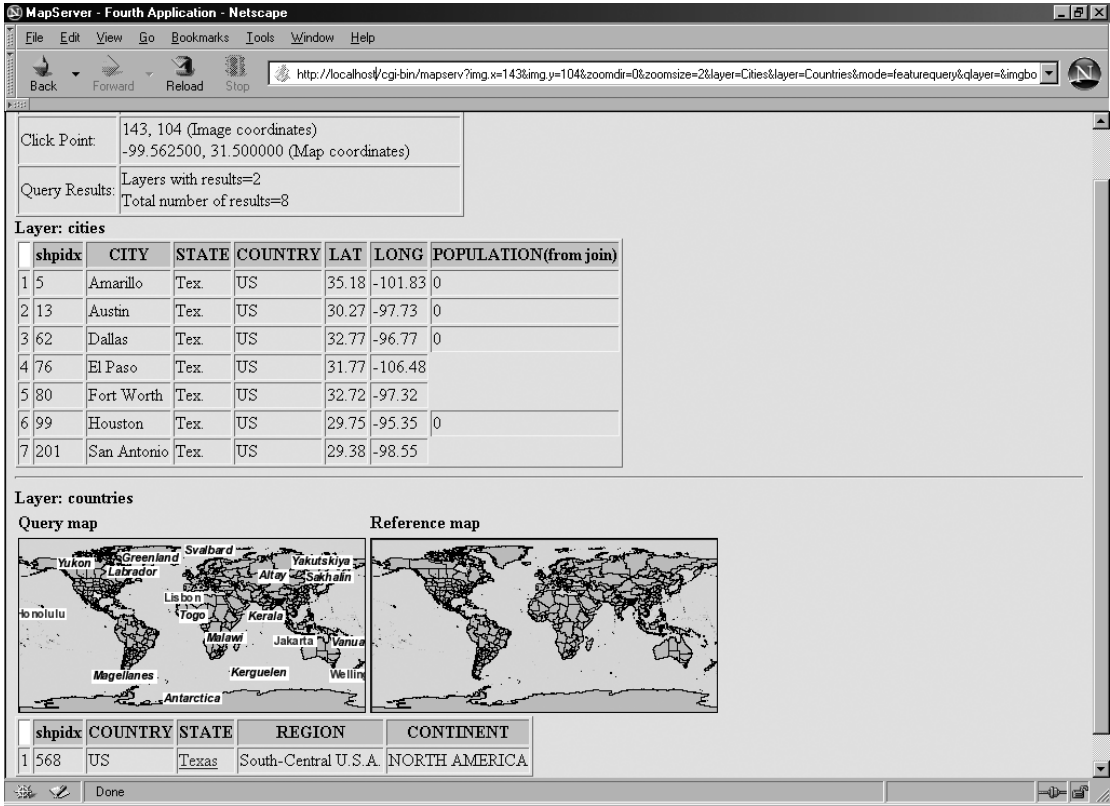 MapServer - Fourth Application - Netscape
File Edit View Go Bookmarks Tools Window Help
Back Forward Reload Stop http://localhost/cgi-bin/mapserv?img.x=143&img.y=104&zoomdir=0&zoomsize=2&layer=Cities&layer=Countries&mode=featurequery&qlayer=&imgbo N
Click Point: 143, 104 (Image coordinates)
-99.562500, 31.500000 (Map coordinates)
Query Results: Layers with results=2
Total number of results=8
Layer: cities
shpidx CITY STATE COUNTRY LAT LONG POPULATION(from join)
1 5 Amarillo Tex. US 35.18 -101.83 0
2 13 Austin Tex. US 30.27 -97.73 0
3 62 Dallas Tex. US 32.77 -96.77 0
4 76 El Paso Tex. US 31.77 -106.48
5 80 Fort Worth Tex. US 32.72 -97.32
6 99 Houston Tex. US 29.75 -95.35 0
7 201 San Antonio Tex. US 29.38 -98.55
Layer: countries
Query map Reference map
Svalbard
Yukon Greenland Yakutskiya
Labrador Altay Sakhalin
Lisbon
Honolulu Togo Kerala
Malawi Jakarta Vanua
Magellanes Kerguelen Welling
Antarctica
shpidx COUNTRY STATE REGION CONTINENT
1 568 US Texas South-Central U.S.A. NORTH AMERICA
Done